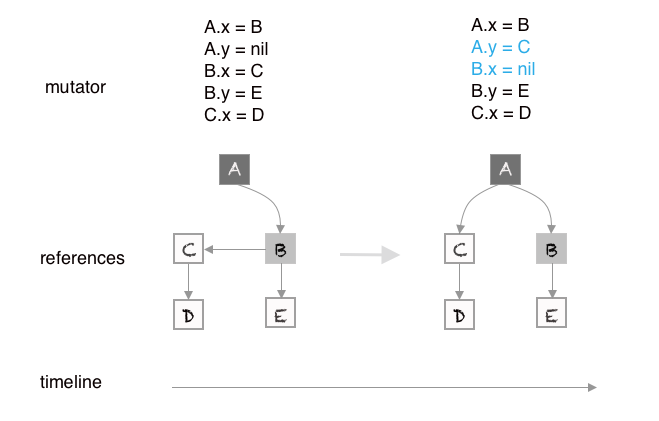 mutator
A.x = B
A.y = nil
B.x = C
B.y = E
C.x = D
A.x = B
A.y = C
B.x = nil
B.y = E
C.x = D
references
A
C
B
D
E
A
C
B
D
E
timeline